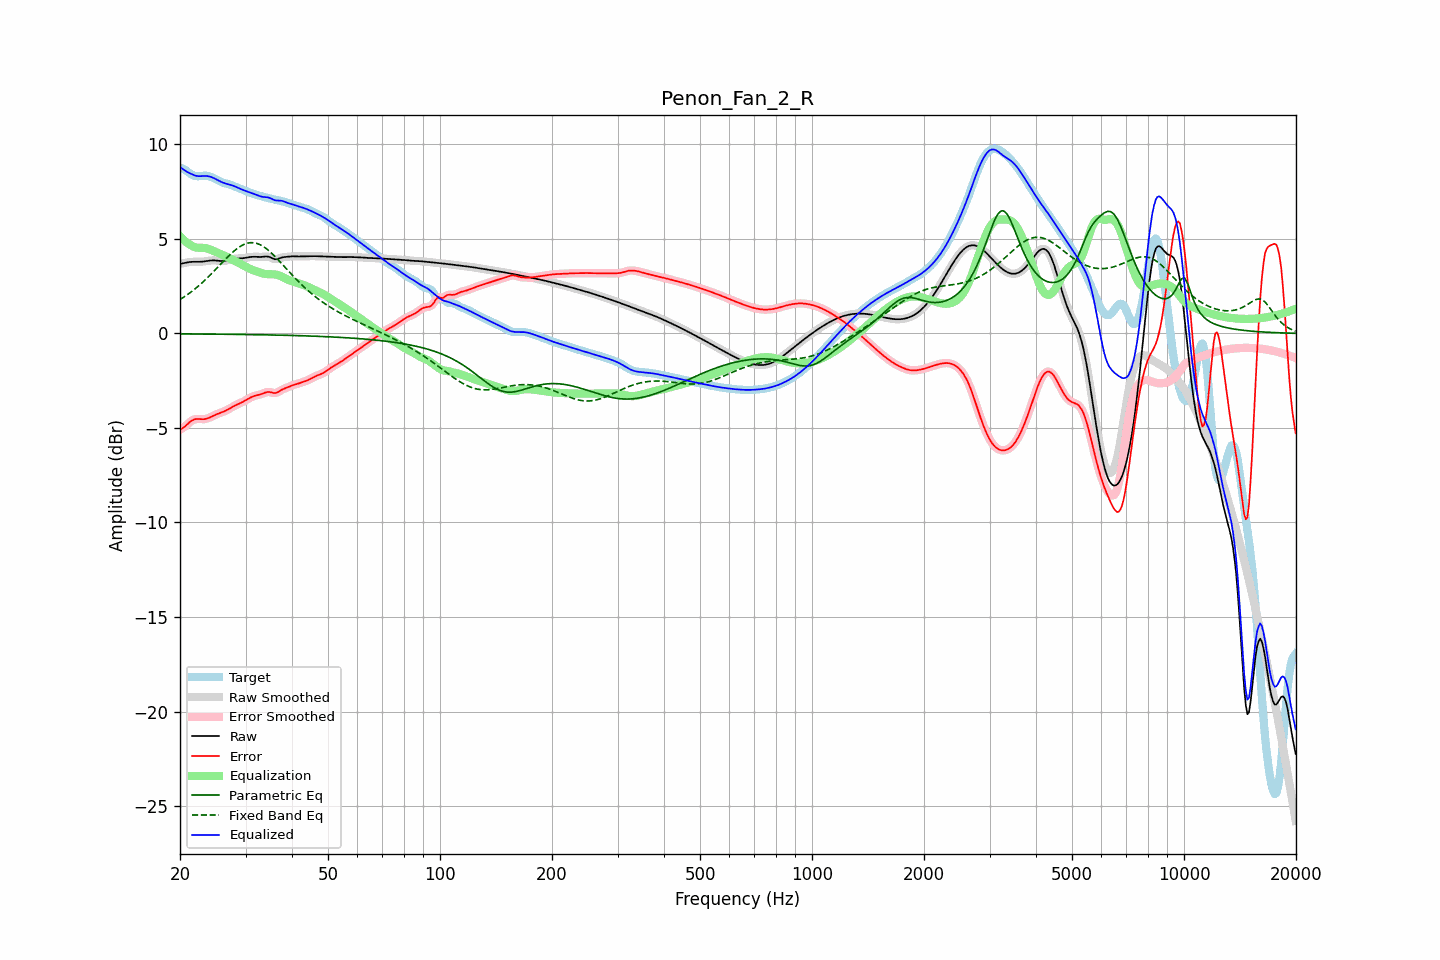 Penon_Fan_2_R
10
5
0
−5
−10
−15
−20
−25
Amplitude (dBr)
Target
Raw Smoothed
Error Smoothed
Raw
Error
Equalization
Parametric Eq
Fixed Band Eq
Equalized
20 50 100 200 500 1000 2000 5000 10000 20000
Frequency (Hz)